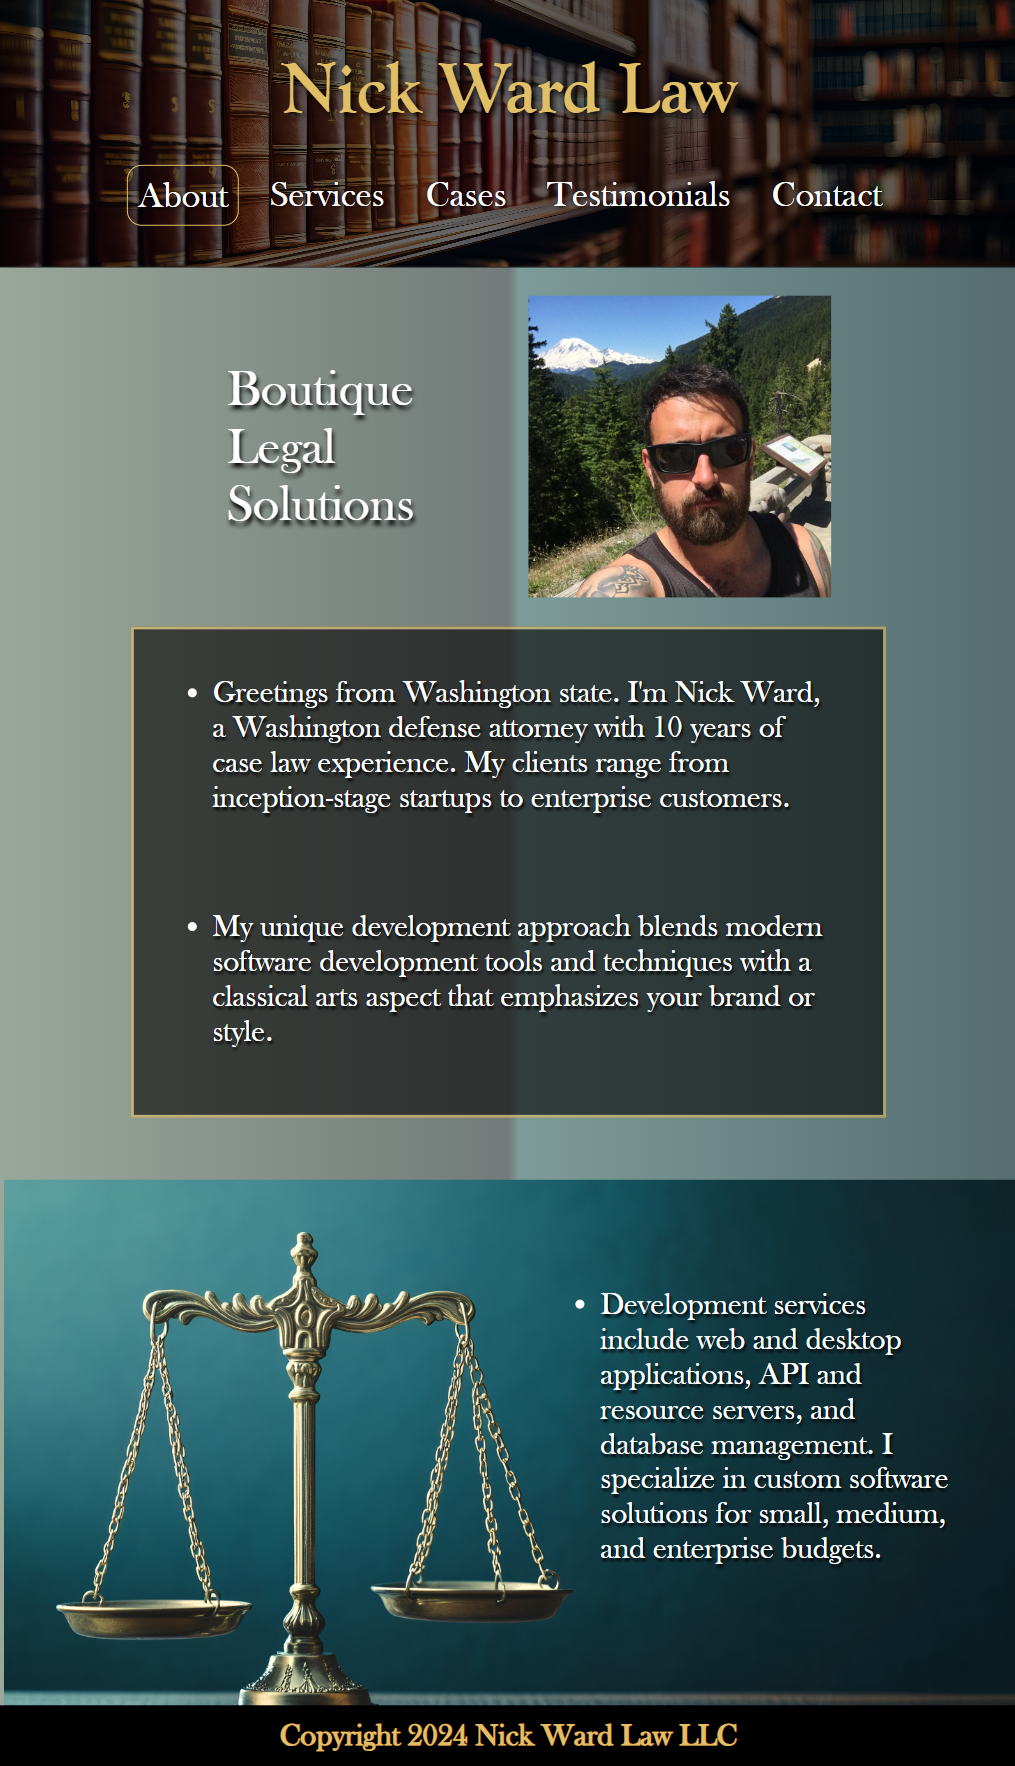 Nick Ward Law
About Services Cases Testimonials Contact
Boutique
Legal
Solutions
• Greetings from Washington state. I'm Nick Ward,
a Washington defense attorney with 10 years of
case law experience. My clients range from
inception-stage startups to enterprise customers.
• My unique development approach blends modern
software development tools and techniques with a
classical arts aspect that emphasizes your brand or
style.
• Development services
include web and desktop
applications, API and
resource servers, and
database management. I
specialize in custom software
solutions for small, medium,
and enterprise budgets.
Copyright 2024 Nick Ward Law LLC